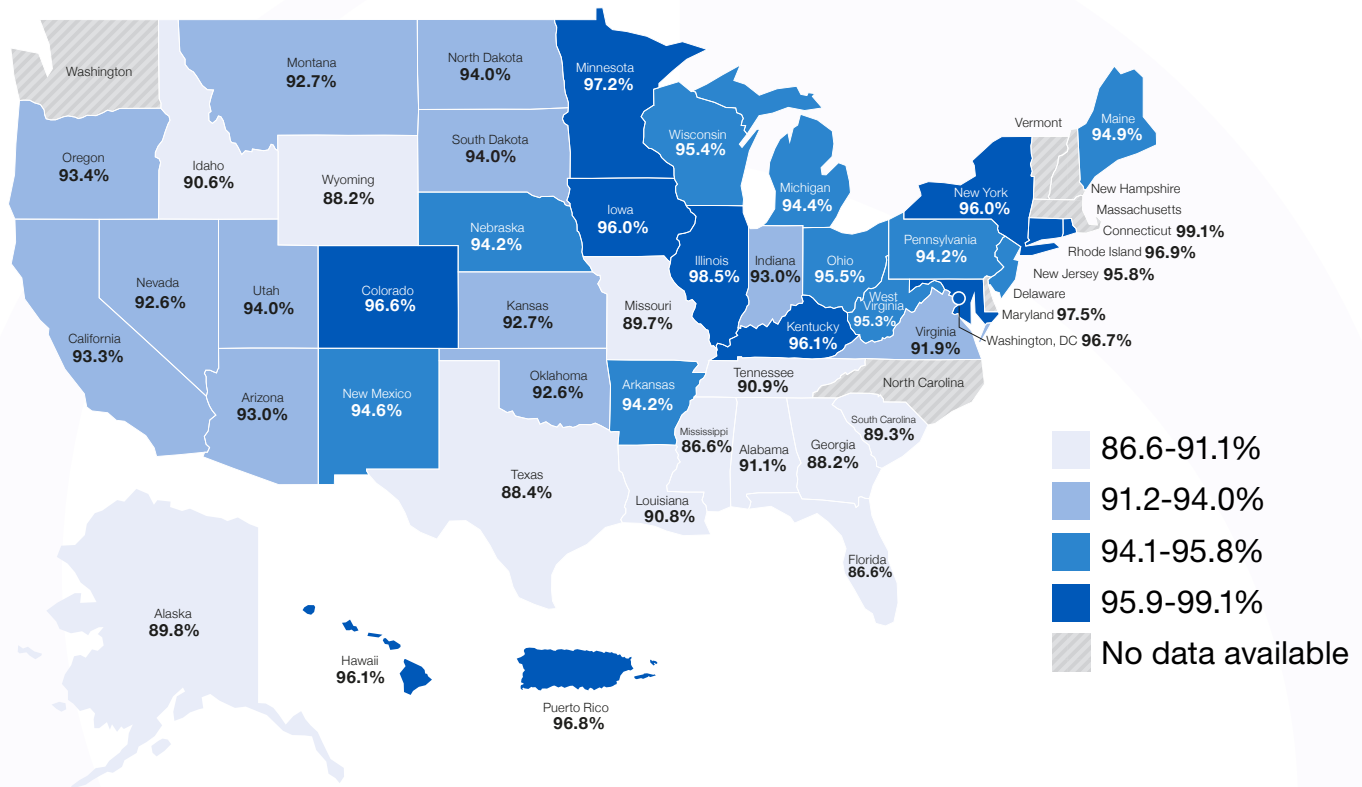 Washington
Montana
92.7%
North Dakota
94.0%
Minnesota
97.2%
Oregon
93.4%
Idaho
90.6%
Wyoming
88.2%
South Dakota
94.0%
Wisconsin
95.4%
Michigan
94.4%
Vermont
Maine
94.9%
New York
96.0%
New Hampshire
Massachusetts
Connecticut 99.1%
Rhode Island 96.9%
New Jersey 95.8%
Delaware
Maryland 97.5%
Washington, DC 96.7%
Nebraska
94.2%
Iowa
96.0%
Illinois
98.5%
Indiana
93.0%
Ohio
95.5%
Pennsylvania
94.2%
Nevada
92.6%
Utah
94.0%
Colorado
96.6%
Kansas
92.7%
Missouri
89.7%
Kentucky
96.1%
West
Virginia
95.3%
Virginia
91.9%
California
93.3%
Arizona
93.0%
New Mexico
94.6%
Oklahoma
92.6%
Arkansas
94.2%
Tennessee
90.9%
North Carolina
Texas
88.4%
Louisiana
90.8%
Mississippi
86.6%
Alabama
91.1%
Georgia
88.2%
South Carolina
89.3%
Florida
86.6%
Alaska
89.8%
Hawaii
96.1%
Puerto Rico
96.8%
86.6-91.1%
91.2-94.0%
94.1-95.8%
95.9-99.1%
No data available